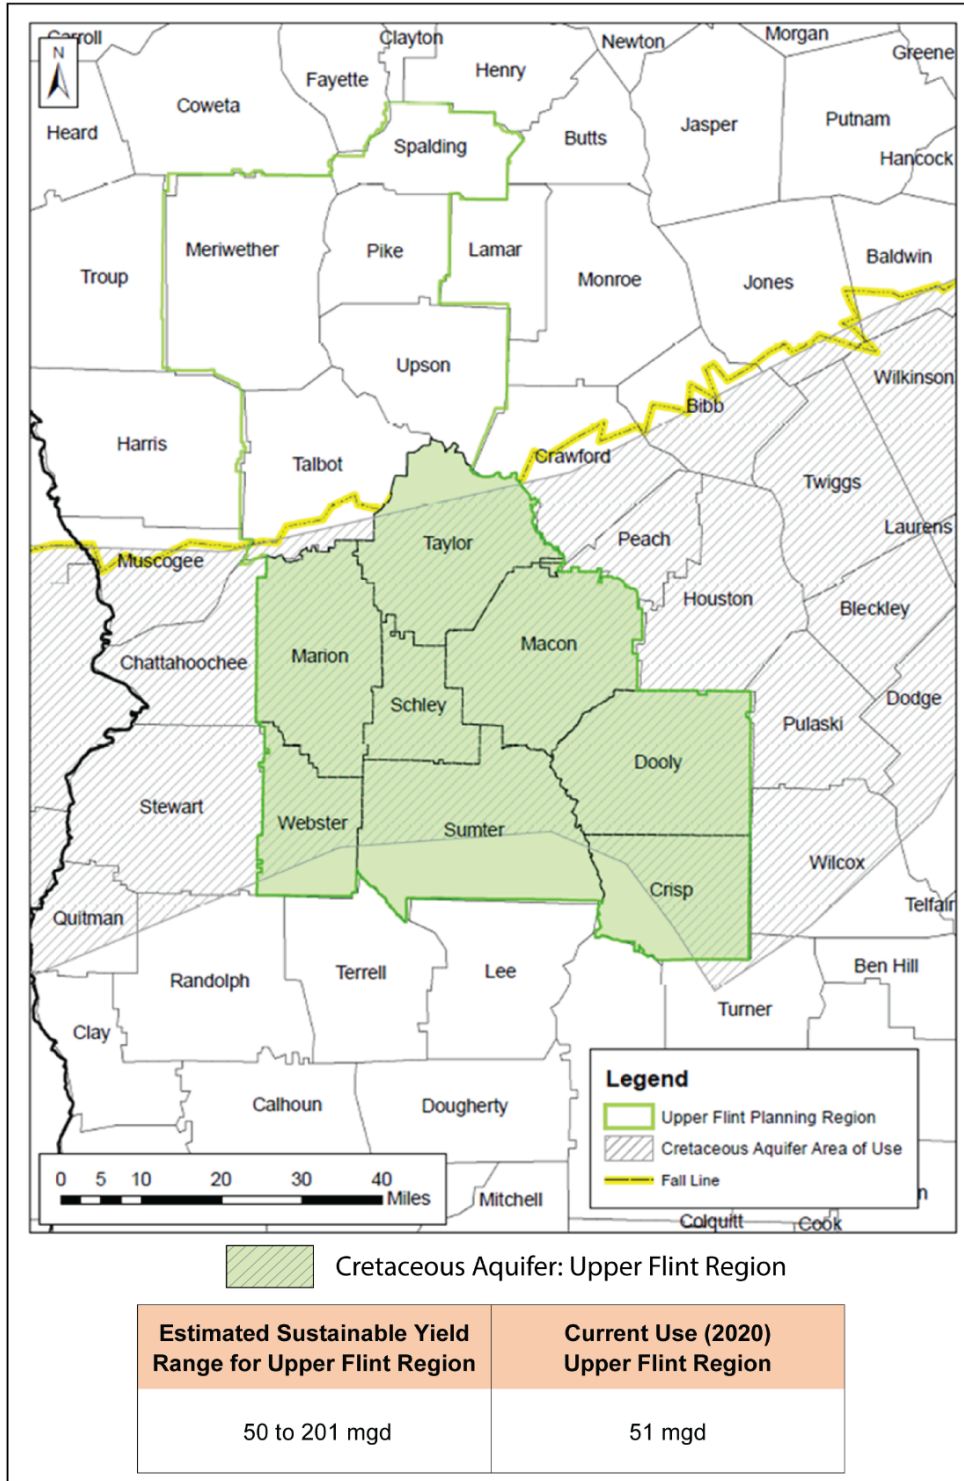 Carroll
Clayton
Newton
Morgan
Greene
N
Fayette
Henry
Coweta
Heard
Spalding
Butts
Jasper
Putnam
Hancock
Troup
Meriwether
Pike
Lamar
Monroe
Jones
Baldwin
Upson
Wilkinson
Bibb
Harris
Talbot
Crawford
Twiggs
Laurens
Muscogee
Taylor
Peach
Houston
Bleckley
Chattahoochee
Marion
Macon
Schley
Dodge
Pulaski
Dooly
Stewart
Webster
Sumter
Wilcox
Crisp
Telfair
Quitman
Randolph
Terrell
Lee
Ben Hill
Turner
Clay
Calhoun
Dougherty
Legend
Upper Flint Planning Region
Cretaceous Aquifer Area of Use
Fall Line
0 5 10 20 30 40
Miles
Mitchell
n
Colquitt
Cook
Cretaceous Aquifer: Upper Flint Region
Estimated Sustainable Yield
Range for Upper Flint Region
Current Use (2020)
Upper Flint Region
50 to 201 mgd
51 mgd